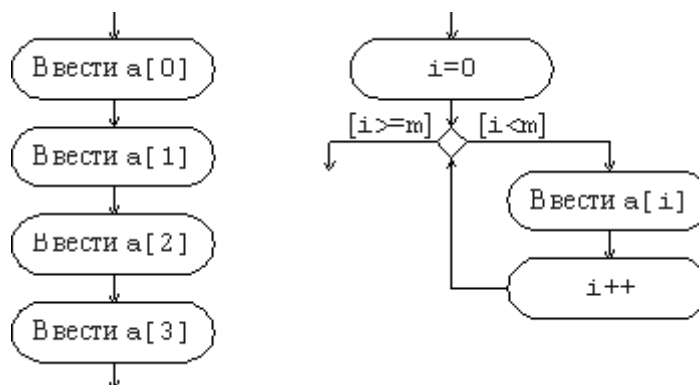 Ввести a[0]
Ввести a[1]
Ввести a[2]
Ввести a[3]
i=0
[i>=m]
[i<m]
Ввести a[i]
i++